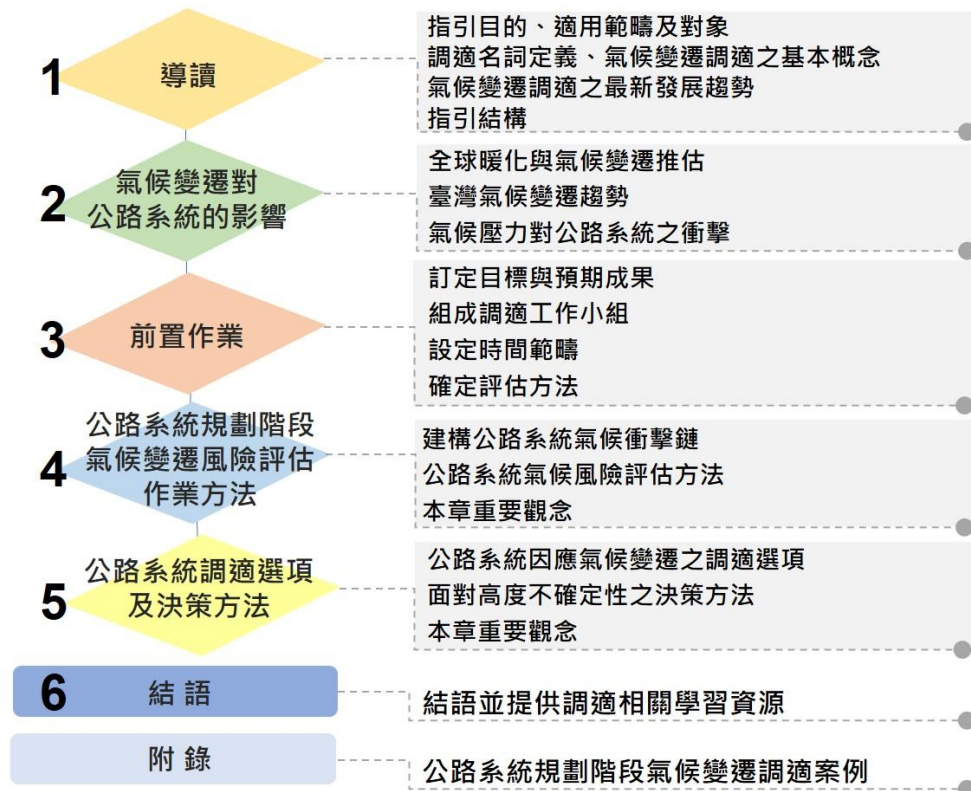 1
導讀
指引目的、適用範疇及對象
調適名詞定義、氣候變遷調適之基本概念
氣候變遷調適之最新發展趨勢
指引結構
2
氣候變遷對
公路系統的影響
全球暖化與氣候變遷推估
臺灣氣候變遷趨勢
氣候壓力對公路系統之衝擊
3
前置作業
訂定目標與預期成果
組成調適工作小組
設定時間範疇
確定評估方法
4
公路系統規劃階段
氣候變遷風險評估
作業方法
建構公路系統氣候衝擊鏈
公路系統氣候風險評估方法
本章重要觀念
5
公路系統調適選項
及決策方法
公路系統因應氣候變遷之調適選項
面對高度不確定性之決策方法
本章重要觀念
6
結語
結語並提供調適相關學習資源
附錄
公路系統規劃階段氣候變遷調適案例